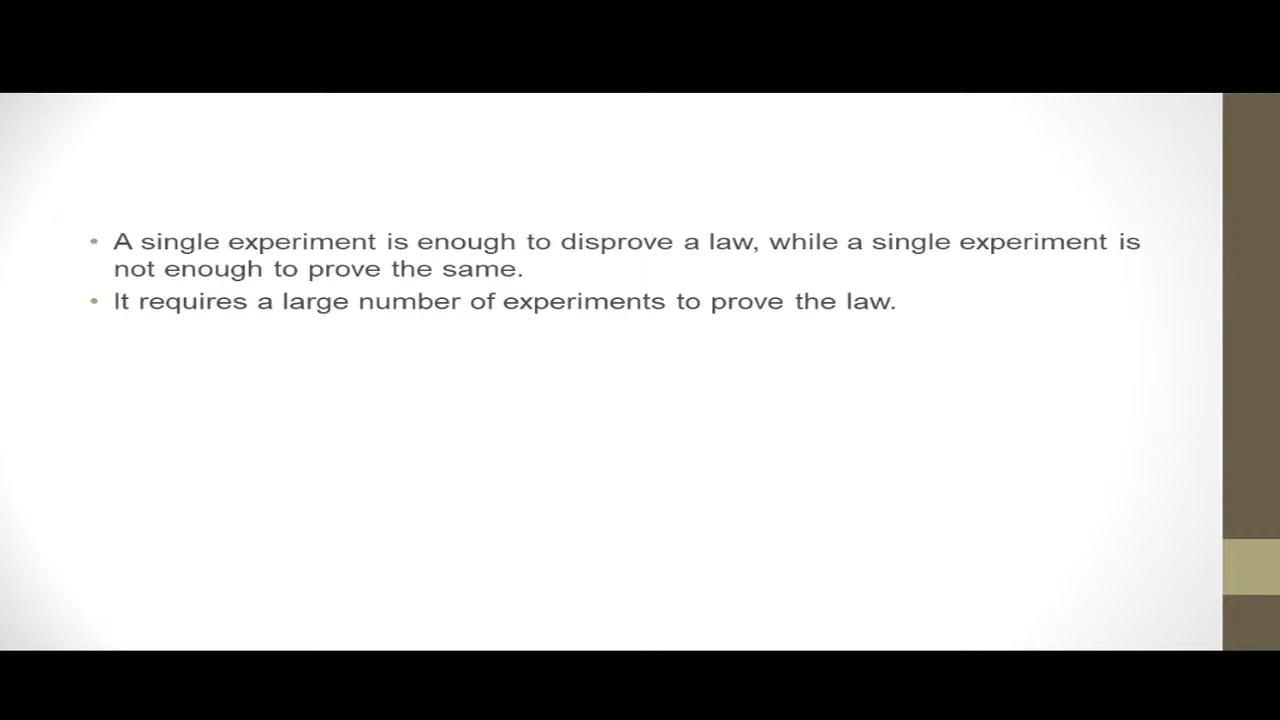 • A single experiment is enough to disprove a law, while a single experiment is
not enough to prove the same.
• It requires a large number of experiments to prove the law.